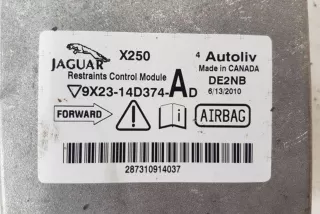 JAGUAR X250 4 Autoliv
Restraints Control Module Made in CANADA
9X23-14D374-AD DE2NB
6/13/2010
FORWARD i AIRBAG
287310914037